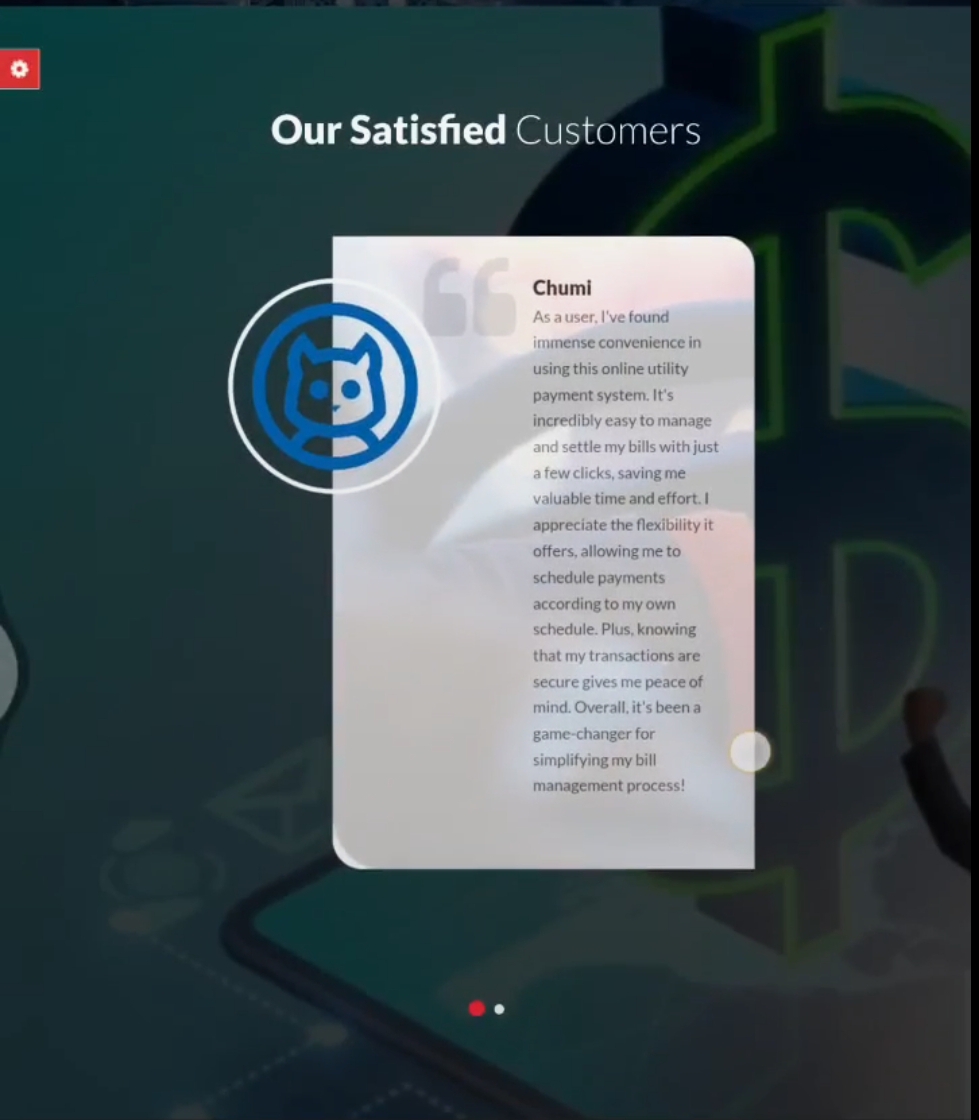 Our Satisfied Customers
Chumi
As a user, I've found
immense convenience in
using this online utility
payment system. It's
incredibly easy to manage
and settle my bills with just
a few clicks, saving me
valuable time and effort. I
appreciate the flexibility it
offers, allowing me to
schedule payments
according to my own
schedule. Plus, knowing
that my transactions are
secure gives me peace of
mind. Overall, it's been a
game-changer for
simplifying my bill
management process!